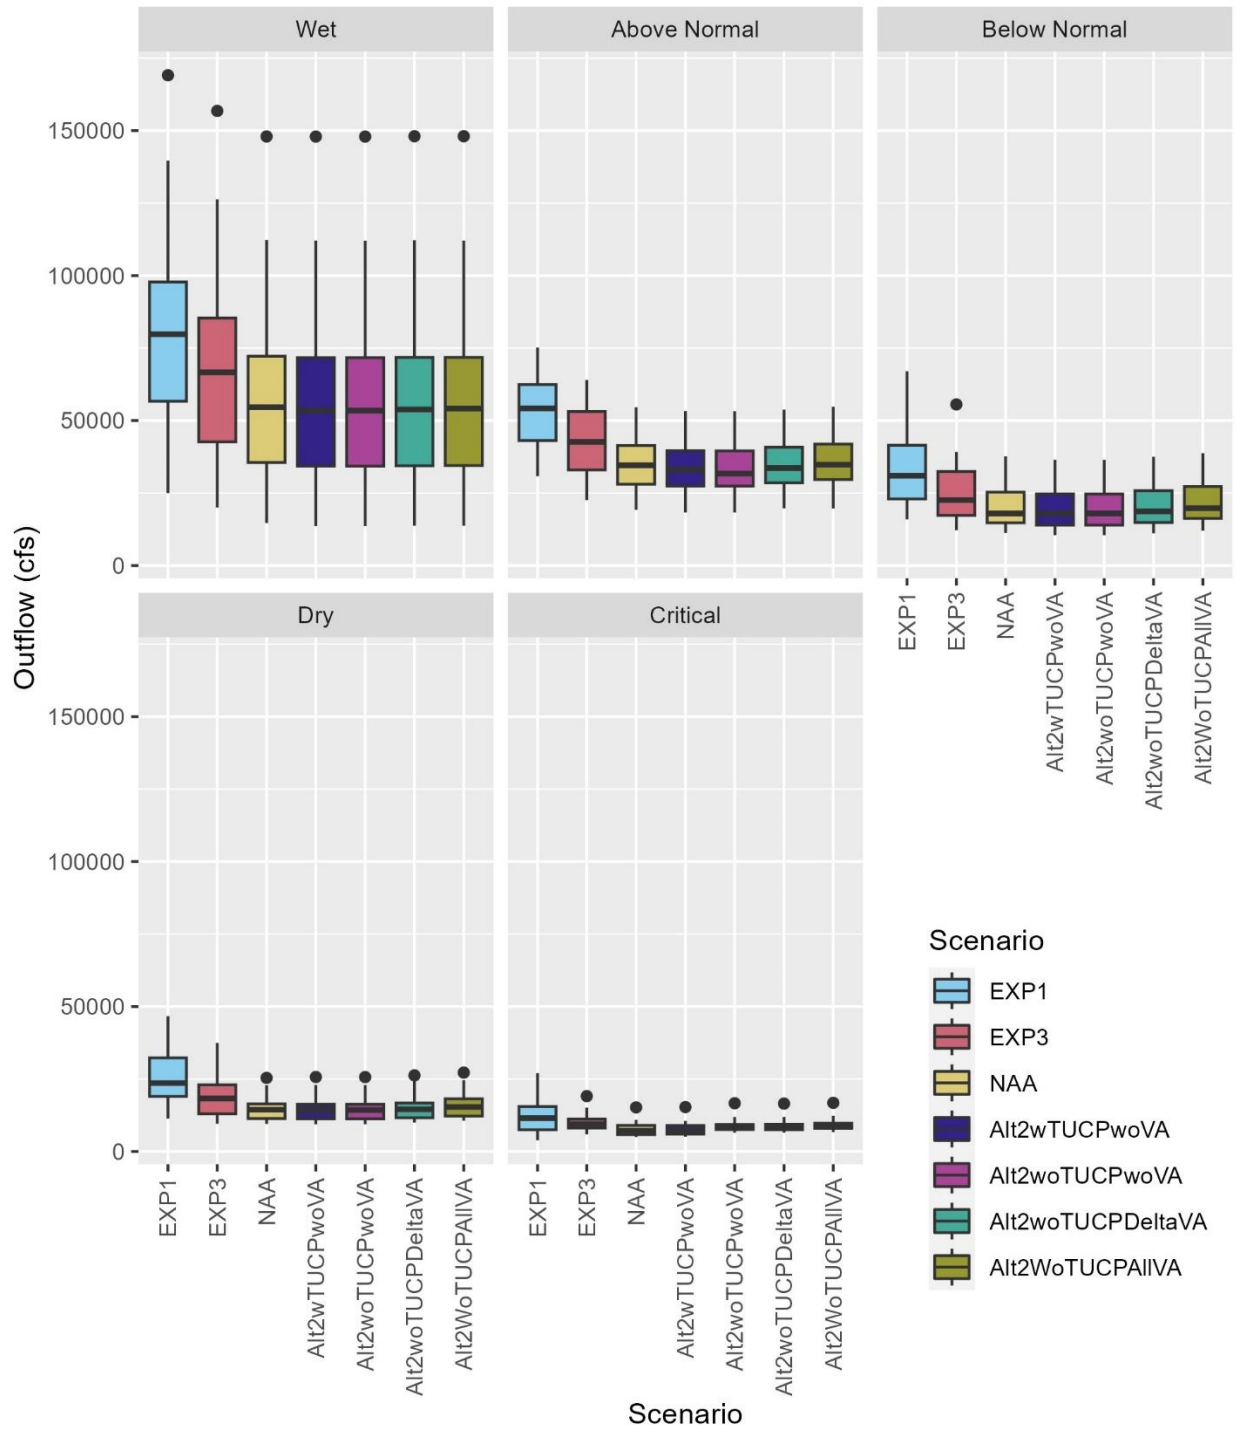 Wet
Above Normal
Below Normal
Outflow (cfs)
150000
100000
50000
0
EXP1
EXP3
NAA
Alt2wTUCPwoVA
Alt2woTUCPwoVA
Alt2woTUCPDeltaVA
Alt2WoTUCPAllVA
Dry
Critical
150000
100000
50000
0
EXP1
EXP3
NAA
Alt2wTUCPwoVA
Alt2woTUCPwoVA
Alt2woTUCPDeltaVA
Alt2WoTUCPAllVA
EXP1
EXP3
NAA
Alt2wTUCPwoVA
Alt2woTUCPwoVA
Alt2woTUCPDeltaVA
Alt2WoTUCPAllVA
Scenario
Scenario
EXP1
EXP3
NAA
Alt2wTUCPwoVA
Alt2woTUCPwoVA
Alt2woTUCPDeltaVA
Alt2WoTUCPAllVA